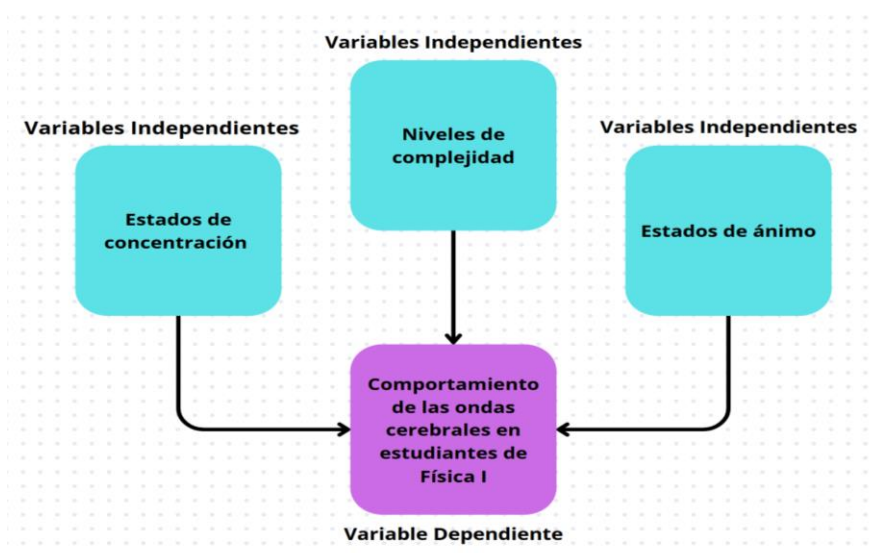 Variables Independientes
Niveles de
complejidad
Variables Independientes
Estados de
concentración
Variables Independientes
Estados de ánimo
Comportamiento
de las ondas
cerebrales en
estudiantes de
Física I
Variable Dependiente